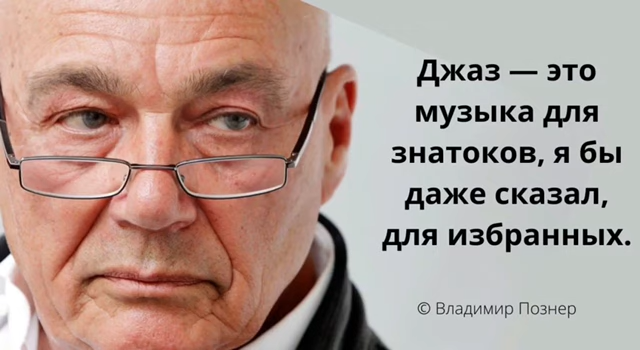 Джаз — это
музыка для
знатоков, я бы
даже сказал,
для избранных.
© Владимир Познер